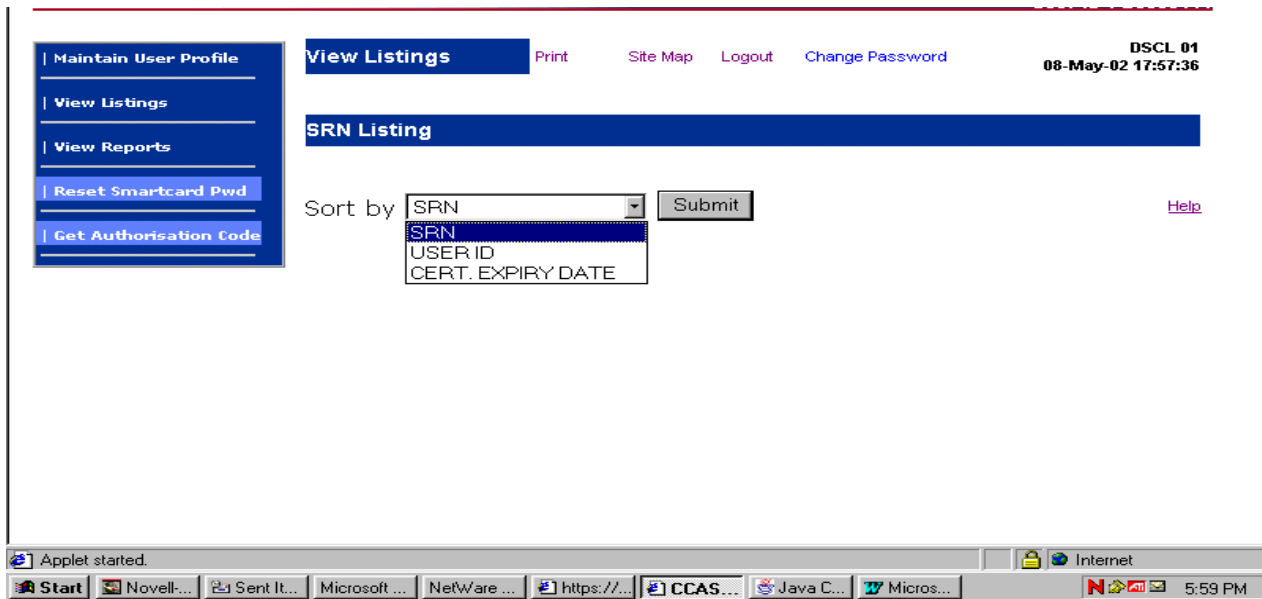 | Maintain User Profile
| View Listings
| View Reports
| Reset Smartcard Pwd
| Get Authorisation Code
View Listings Print Site Map Logout Change Password
DSCL 01
08-May-02 17:57:36
SRN Listing
Sort by SRN Submit Help
SRN
USER ID
CERT. EXPIRY DATE
Applet started. Internet
Start Novell-... Sent It... Microsoft ... NetWare ... https://... CCAS... Java C... Micros... 5:59 PM